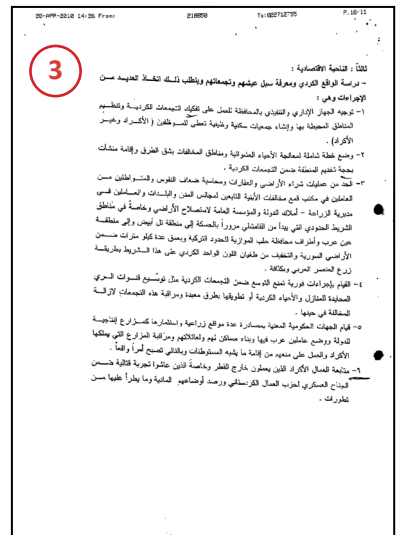 20-APR-2010 14:26 From: 218850 To: 002712755 P.10/11
3
ثالثاً : الناحية الاقتصادية :
– دراسة الواقع الكردي ومعرفة سبل عيشهم وتجمعاتهم ويتطلب ذلك اتخاذ العديد من
الإجراءات وهي :
١– توجيه الجهاز الإداري والتنفيذي بالمحافظة للعمل على تفكيك التجمعات الكردية وتنظيم
المناطق المحيطة بها وإنشاء جمعيات سكنية وظيفية تعطى للموظفين ( الأكراد وخير
الأكراد) .
٢– وضع خطة شاملة لمعالجة الأحياء العشوائية ومناطق المخالفات بشق الطرق وإقامة منشآت
بحجة تخديم المنطقة ضمن التجمعات الكردية .
٣– الحد من عمليات شراء الأراضي والعقارات ومحاسبة ضعاف النفوس والمتواطئين من
العاملين في مكتب قمع مخالفات الأبنية التابعين لمجالس المدن والبلدات والعاملين في
مديرية الزراعة – أملاك الدولة والمؤسسة العامة لاستصلاح الأراضي وخاصة في مناطق
الشريط الحدودي التي يبدأ من القامشلي مروراً بالحسكة إلى منطقة تل أبيض وإلى منطقة
عين عرب وأطراف محافظة حلب الموازية للحدود التركية وبعمق عدة كيلو مترات ضمن
الأراضي السورية والتخفيف من طغيان اللون الواحد الكردي على هذا الشريط بطريقة
زرع العنصر العربي وبكثافة .
٤– القيام بإجراءات فورية لمنع التوسع ضمن التجمعات الكردية مثل توسيع قنوات الري
المحايدة للمنازل والأحياء الكردية أو تطويقها بطرق معبدة ومراقبة هذه التجمعات لإزالة
المخالفة في حينها .
٥– قيام الجهات الحكومية المعنية بمصادرة عدة مواقع زراعية واستثمارها كمزارع إنتاجية
للدولة ووضع عاملين عرب فيها وبناء مساكن لهم ولعائلاتهم ومراقبة المزارع التي يملكها
الأكراد والعمل على منعهم من إقامة ما يشبه المستوطنات وبالتالي تصبح أمراً واقعاً .
٦– متابعة العمال الأكراد الذين يعملون خارج القطر وخاصةً الذين عاشوا تجربة قتالية ضمن
الجناح العسكري لحزب العمال الكردستاني ورصد أوضاعهم المادية وما يطرأ عليها من
تطورات .